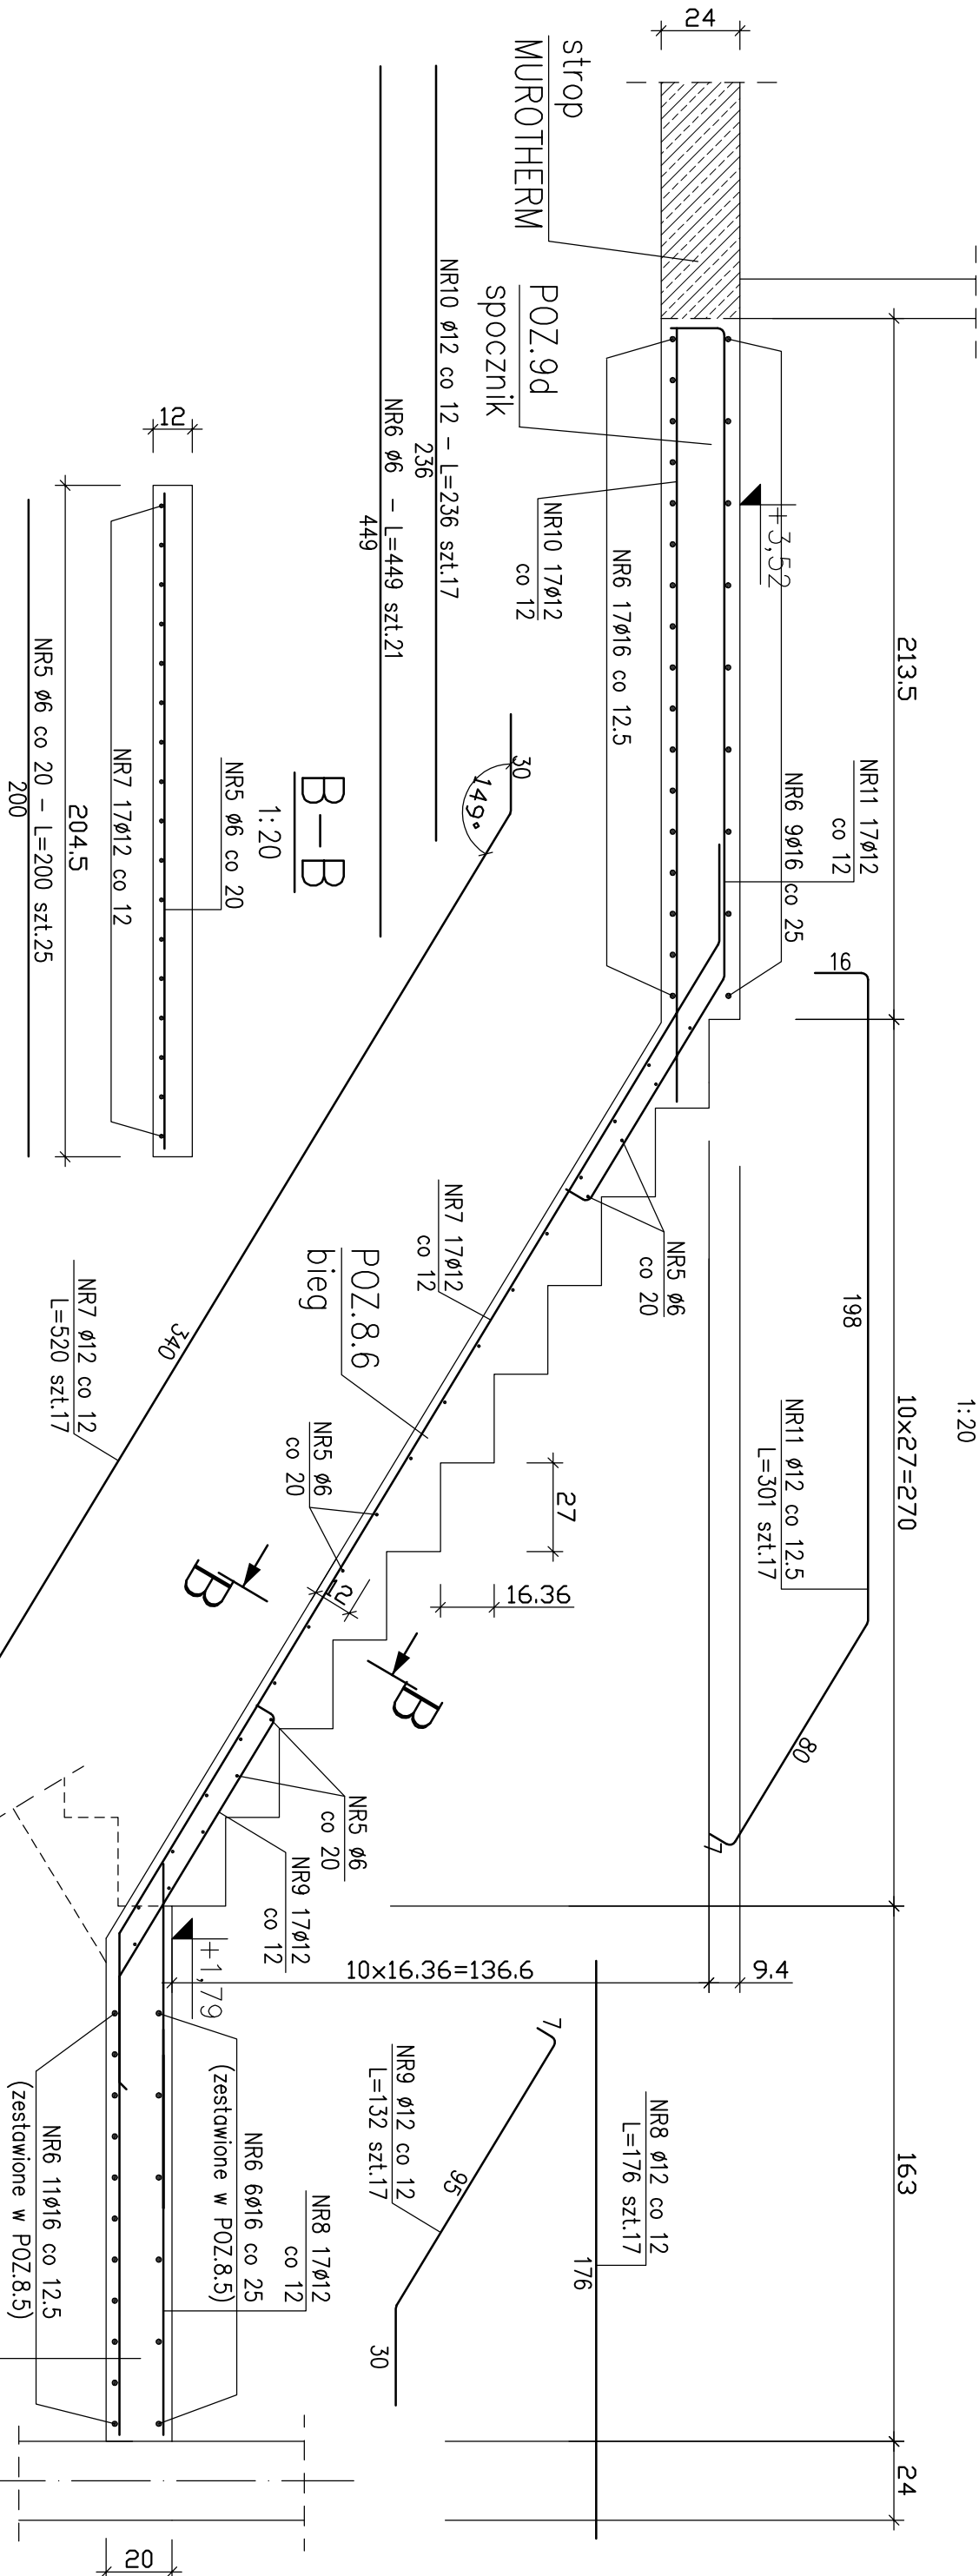 1:20
24
213.5
10x27=270
163
24
strop
MUROTHERM
POZ.9d
spocznik
+3,52
NR11 17ø12
co 12
NR6 9ø16 co 25
NR10 17ø12
co 12
NR6 17ø16 co 12.5
NR10 ø12 co 12 - L=236 szt.17
236
NR6 ø6 - L=449 szt.21
449
16
198
NR11 ø12 co 12.5
L=301 szt.17
80
7
9.4
10x16.36=136.6
NR5 ø6
co 20
27
16.36
NR7 17ø12
co 12
POZ.8.6
bieg
NR5 ø6
co 20
12
B
B
NR5 ø6
co 20
NR9 17ø12
co 12
+1,79
NR8 ø12 co 12
L=176 szt.17
176
7
NR9 ø12 co 12
L=132 szt.17
95
30
NR8 17ø12
co 12
NR6 6ø16 co 25
(zestawione w POZ.8.5)
NR6 11ø16 co 12.5
(zestawione w POZ.8.5)
20
30
149°
340
NR7 ø12 co 12
L=520 szt.17
B-B
1:20
12
NR5 ø6 co 20
NR7 17ø12 co 12
204.5
NR5 ø6 co 20 - L=200 szt.25
200